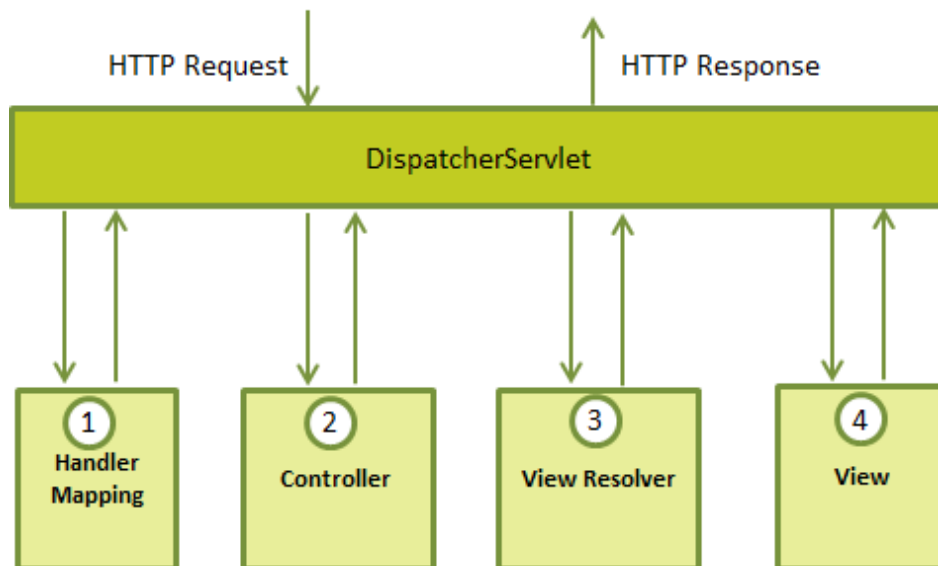 HTTP Request
HTTP Response
DispatcherServlet
1
Handler
Mapping
2
Controller
3
View Resolver
4
View